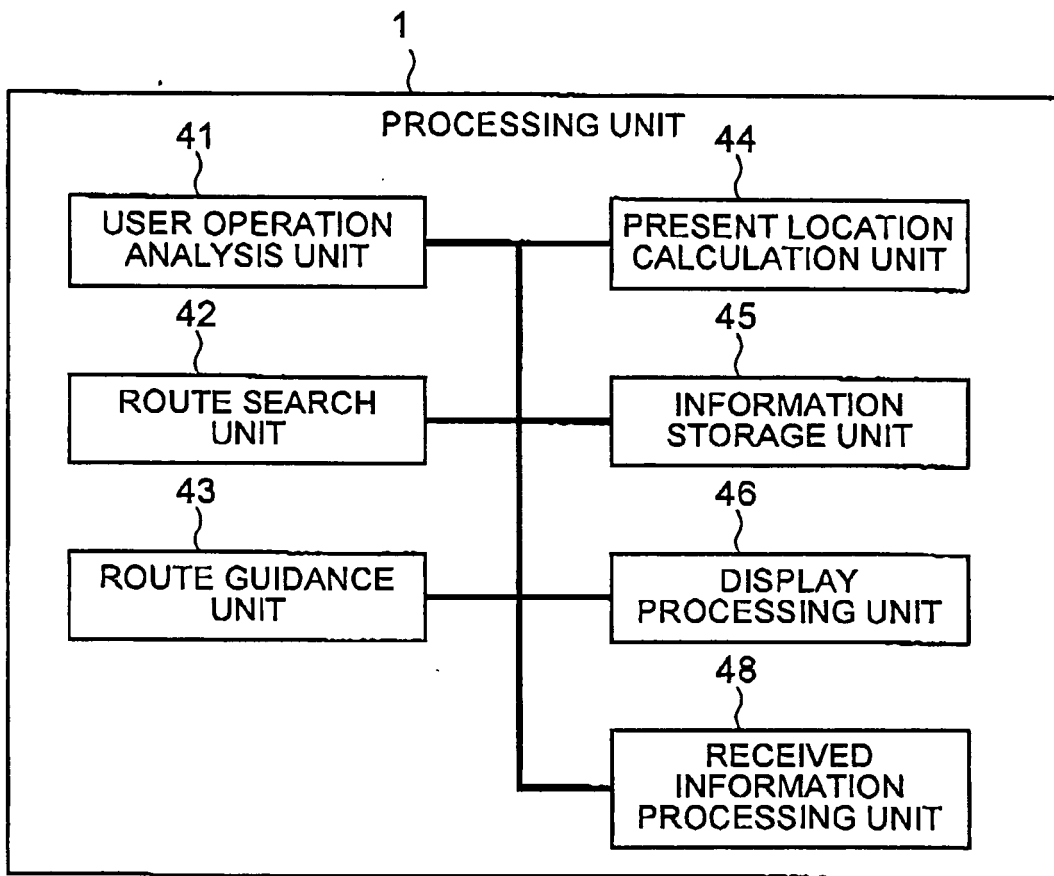 1
PROCESSING UNIT
41
USER OPERATION
ANALYSIS UNIT
42
ROUTE SEARCH
UNIT
43
ROUTE GUIDANCE
UNIT
44
PRESENT LOCATION
CALCULATION UNIT
45
INFORMATION
STORAGE UNIT
46
DISPLAY
PROCESSING UNIT
48
RECEIVED
INFORMATION
PROCESSING UNIT